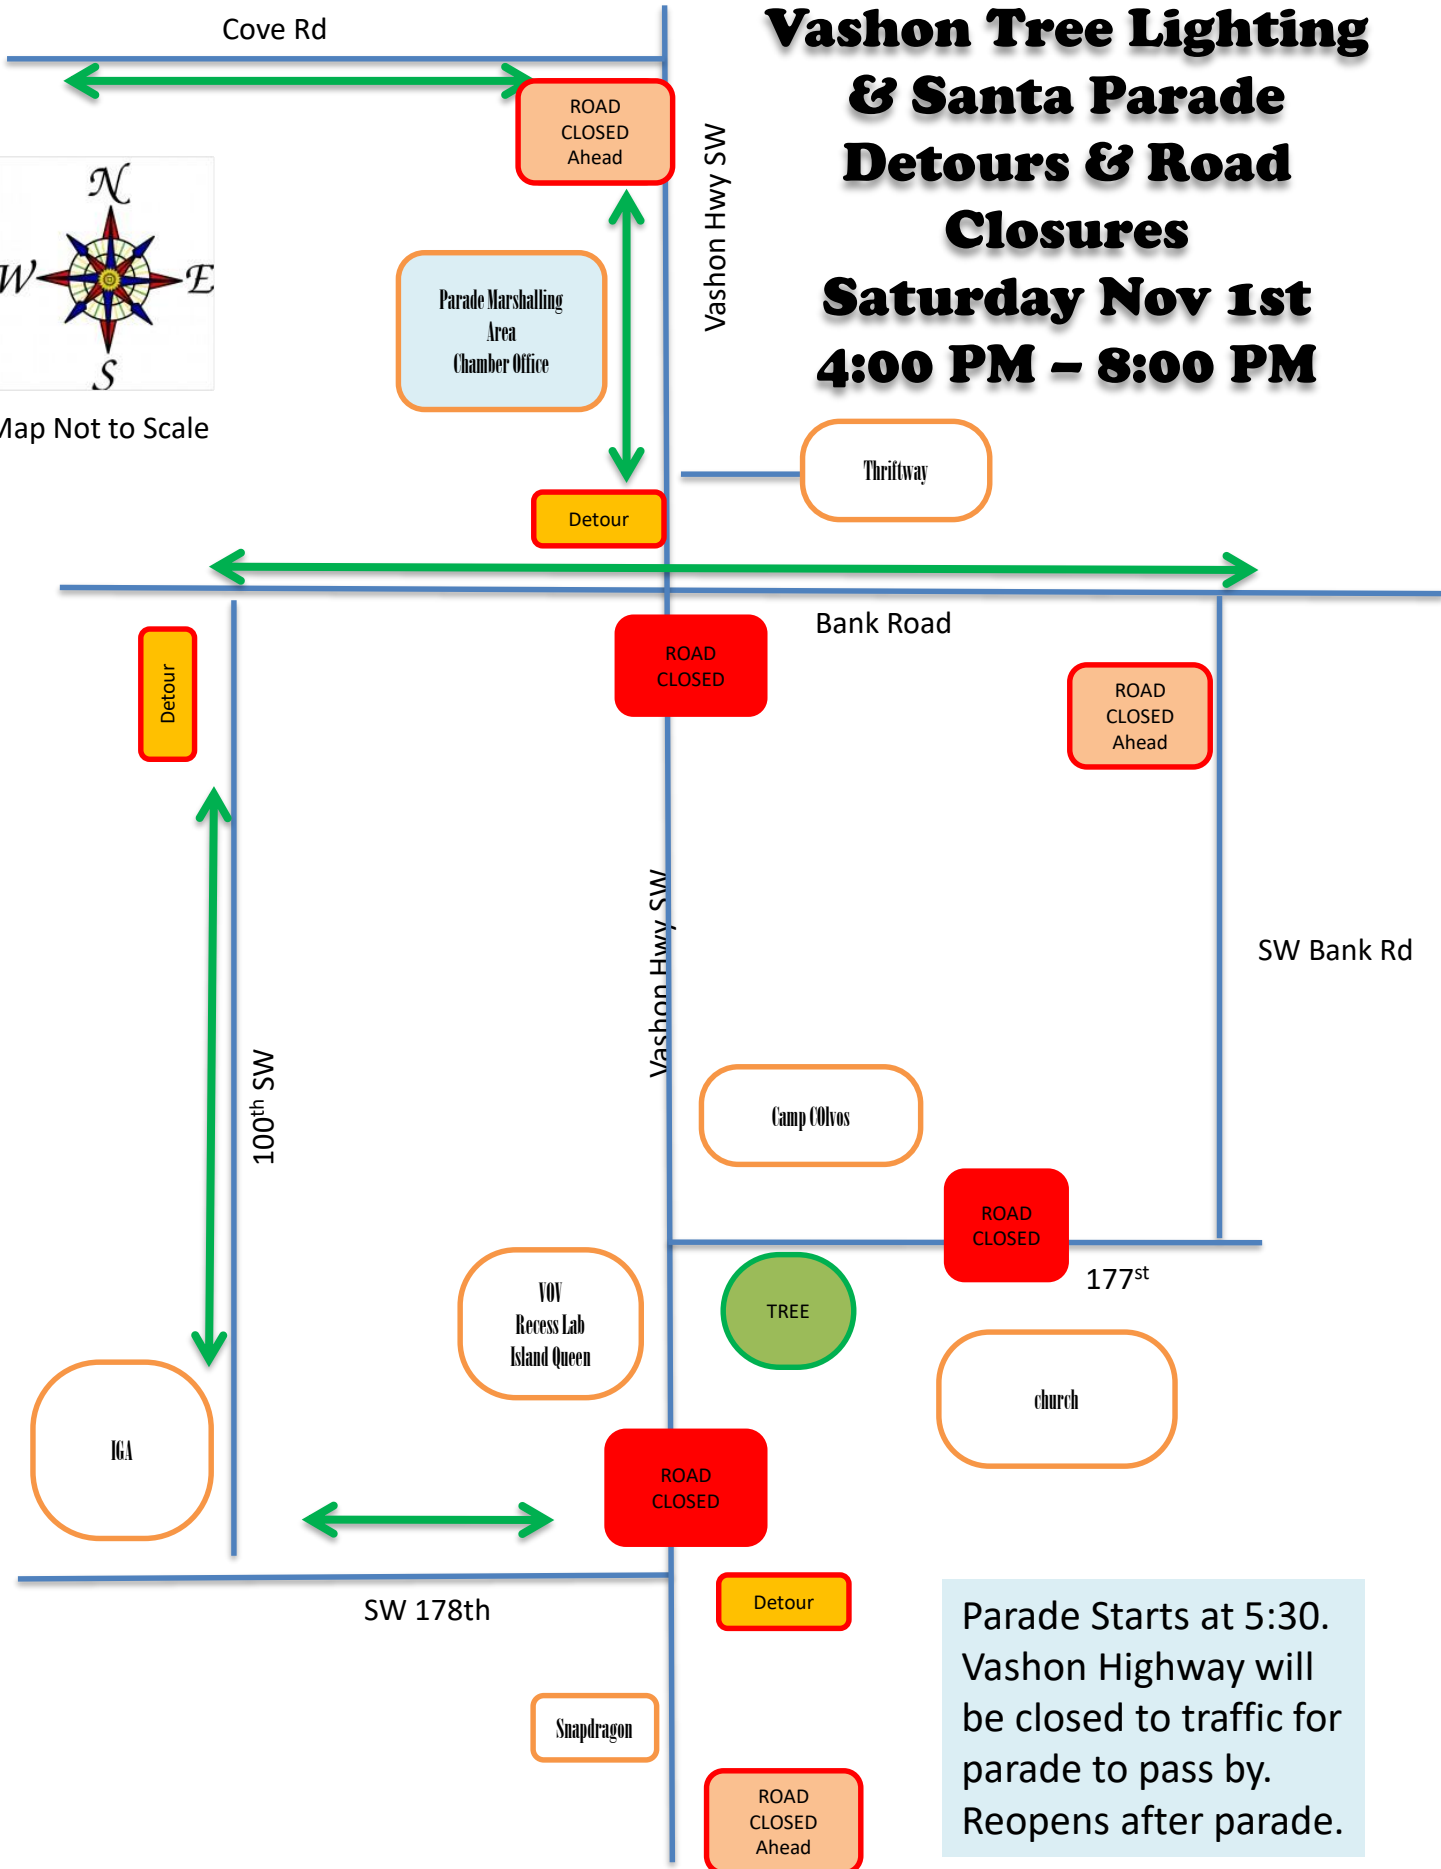 Cove Rd
Vashon Tree Lighting
& Santa Parade
Detours & Road
Closures
Saturday Nov 1st
4:00 PM – 8:00 PM
ROAD
CLOSED
Ahead
Vashon Hwy SW
N
W
E
S
Map Not to Scale
Parade Marshalling
Area
Chamber Office
Thriftway
Detour
Bank Road
Detour
ROAD
CLOSED
ROAD
CLOSED
Ahead
Vashon Hwy SW
SW Bank Rd
100th SW
Camp COlvos
ROAD
CLOSED
177st
VOV
Recess Lab
Island Queen
TREE
church
IGA
ROAD
CLOSED
SW 178th
Detour
Snapdragon
ROAD
CLOSED
Ahead
Parade Starts at 5:30.
Vashon Highway will
be closed to traffic for
parade to pass by.
Reopens after parade.